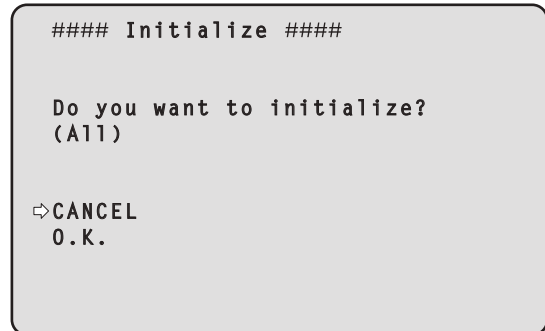 #### Initialize ####
Do you want to initialize?
(All)
⇨CANCEL
O.K.